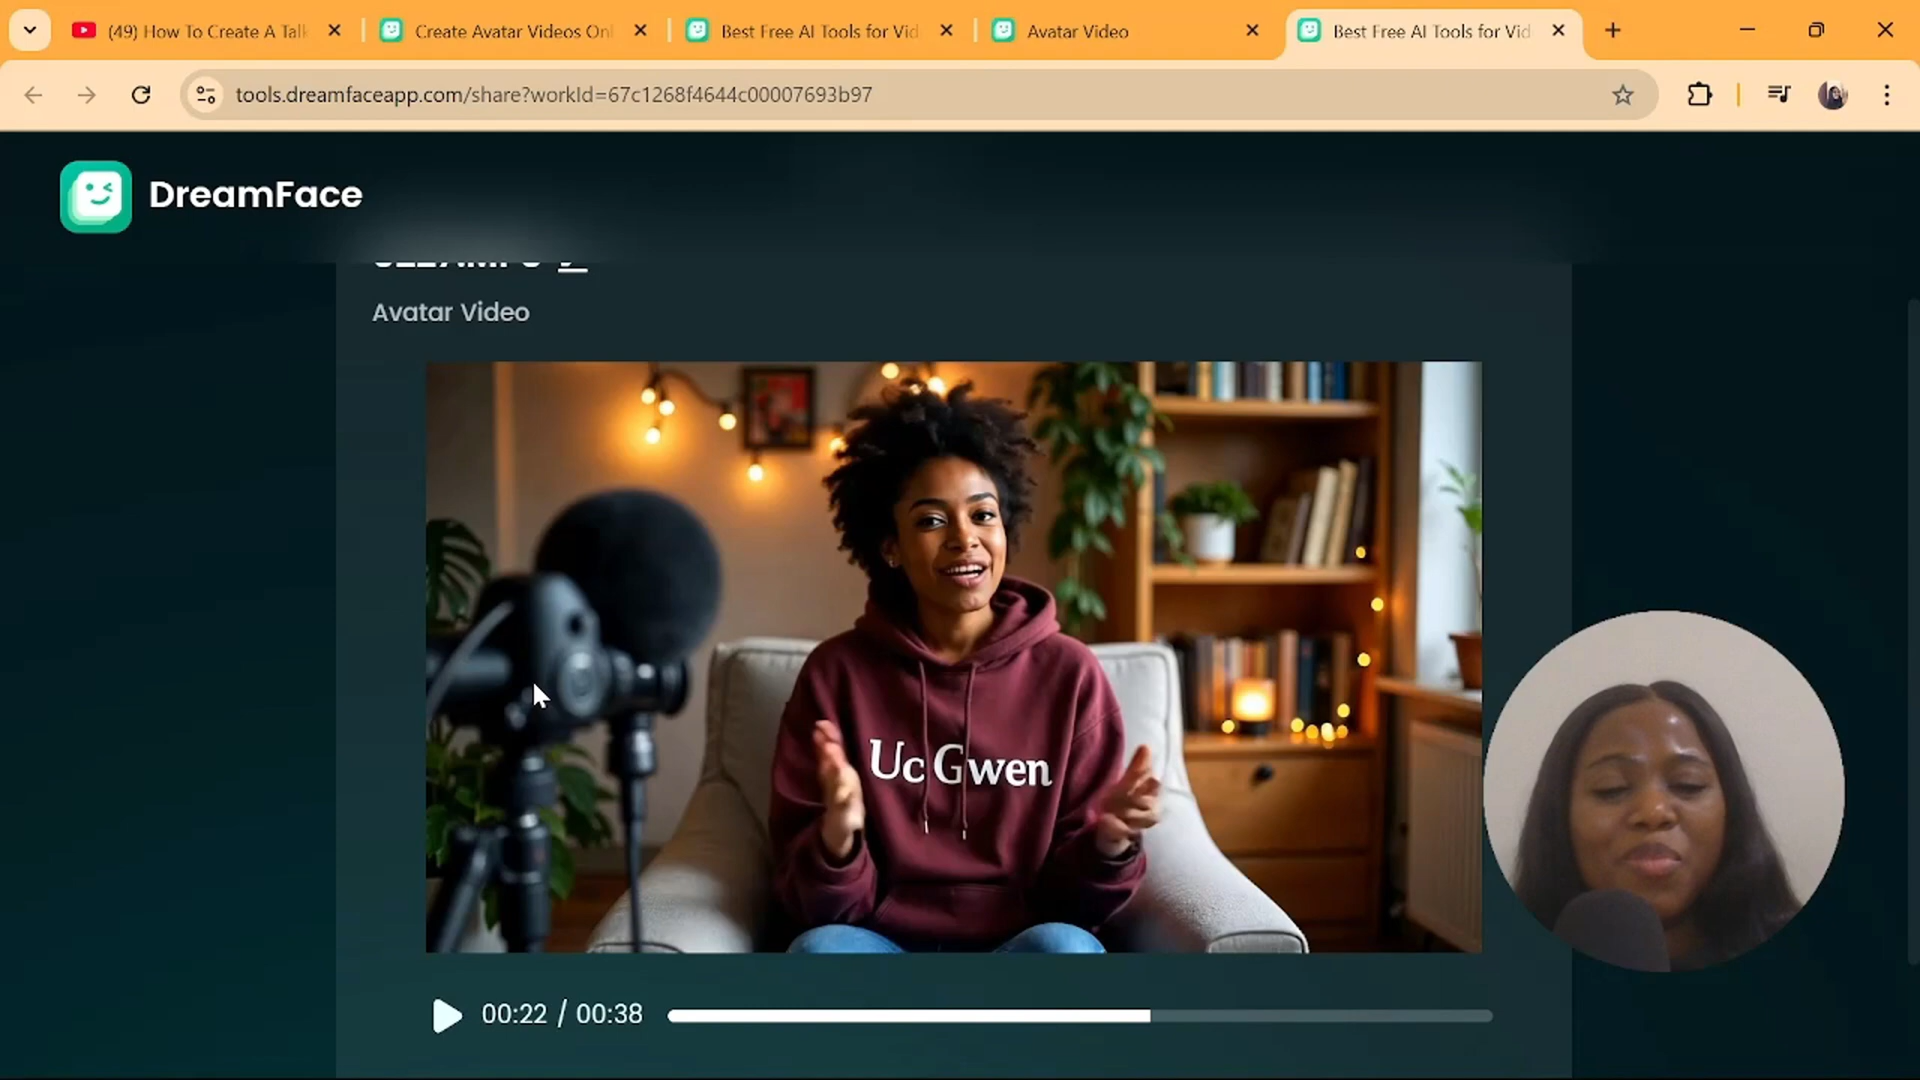 (49) How To Create A Talk
Create Avatar Videos Onl
Best Free AI Tools for Vid
Avatar Video
Best Free AI Tools for Vid
tools.dreamfaceapp.com/share?workId=67c1268f4644c00007693b97
DreamFace
Avatar Video
Uc Gwen
00:22 / 00:38